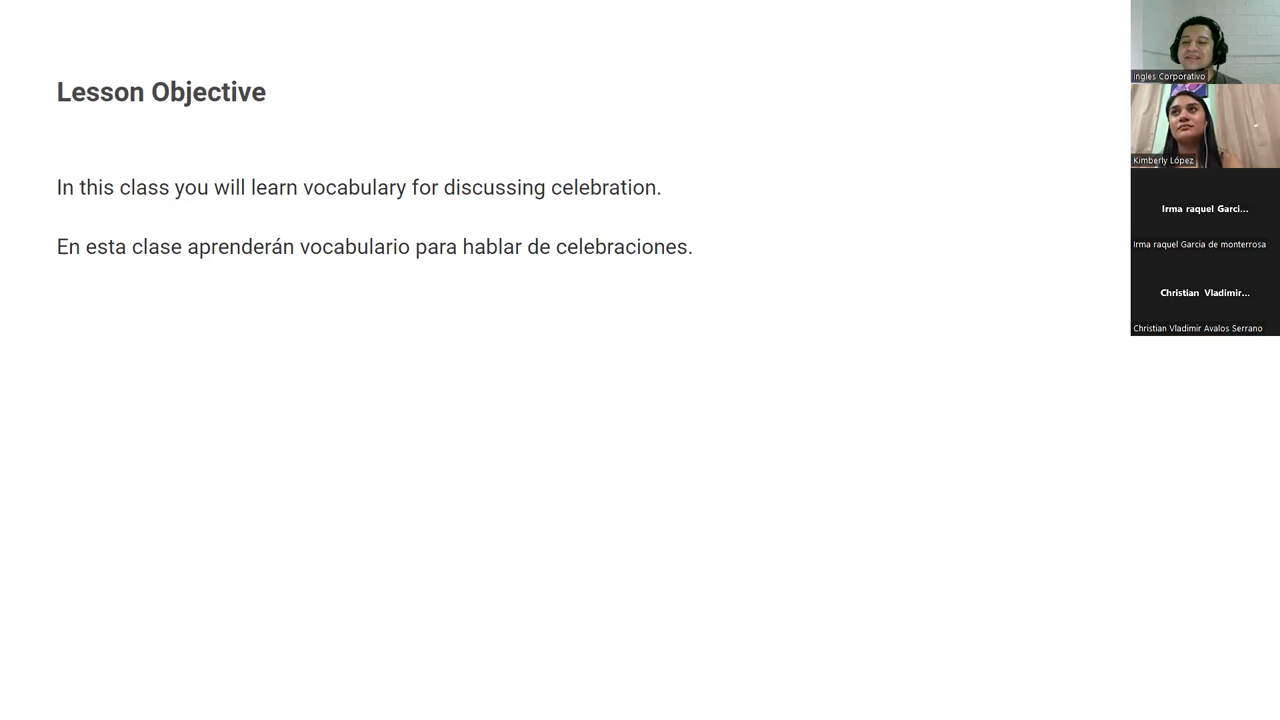 Lesson Objective
In this class you will learn vocabulary for discussing celebration.
En esta clase aprenderán vocabulario para hablar de celebraciones.
Ingles Corporativo
Kimberly López
Irma raquel Garci...
Irma raquel Garcia de monterrosa
Christian Vladimir...
Christian Vladimir Avalos Serrano